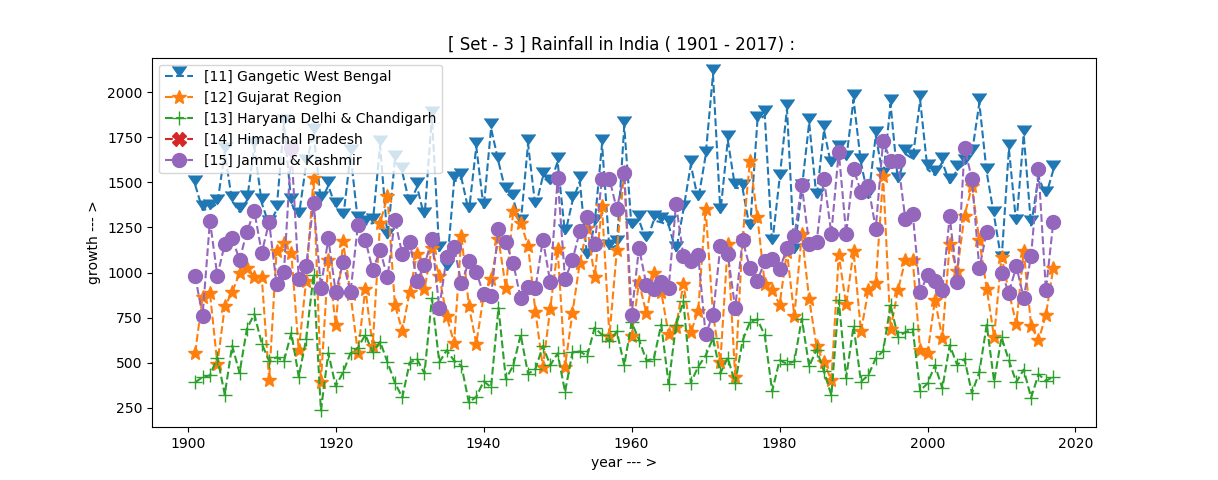 [ Set - 3 ] Rainfall in India ( 1901 - 2017) :
[11] Gangetic West Bengal
[12] Gujarat Region
[13] Haryana Delhi & Chandigarh
[14] Himachal Pradesh
[15] Jammu & Kashmir
growth --- >
2000
1750
1500
1250
1000
750
500
250
1900 1920 1940 1960 1980 2000 2020
year --- >